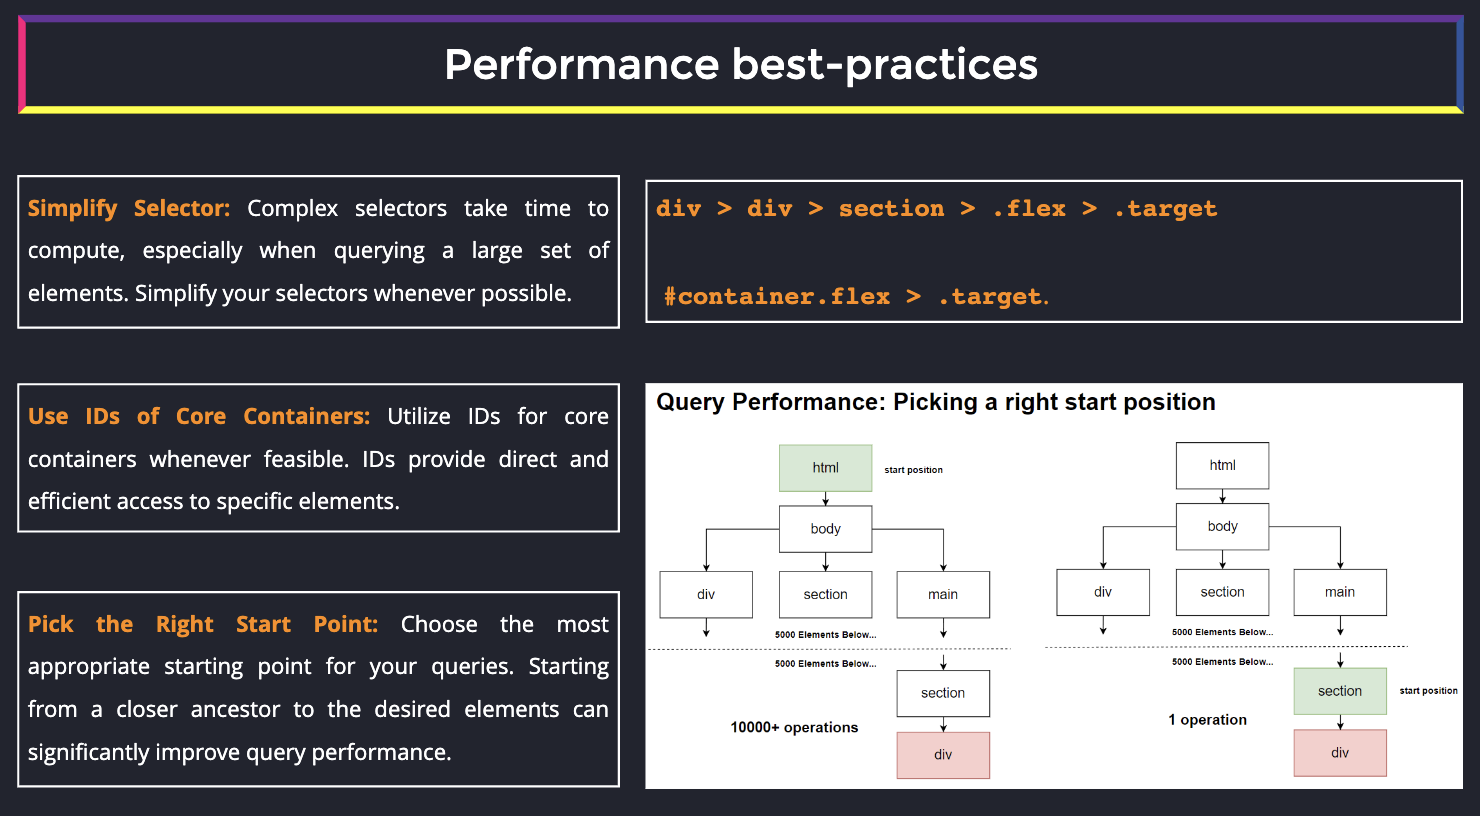 Performance best-practices
Simplify Selector: Complex selectors take time to
compute, especially when querying a large set of
elements. Simplify your selectors whenever possible.
div > div > section > .flex > .target
#container.flex > .target.
Use IDs of Core Containers: Utilize IDs for core
containers whenever feasible. IDs provide direct and
efficient access to specific elements.
Pick the Right Start Point: Choose the most
appropriate starting point for your queries. Starting
from a closer ancestor to the desired elements can
significantly improve query performance.
Query Performance: Picking a right start position
html
start position
body
div
section
main
5000 Elements Below...
5000 Elements Below...
section
10000+ operations
div
html
body
div
section
main
5000 Elements Below...
5000 Elements Below...
section
start position
1 operation
div